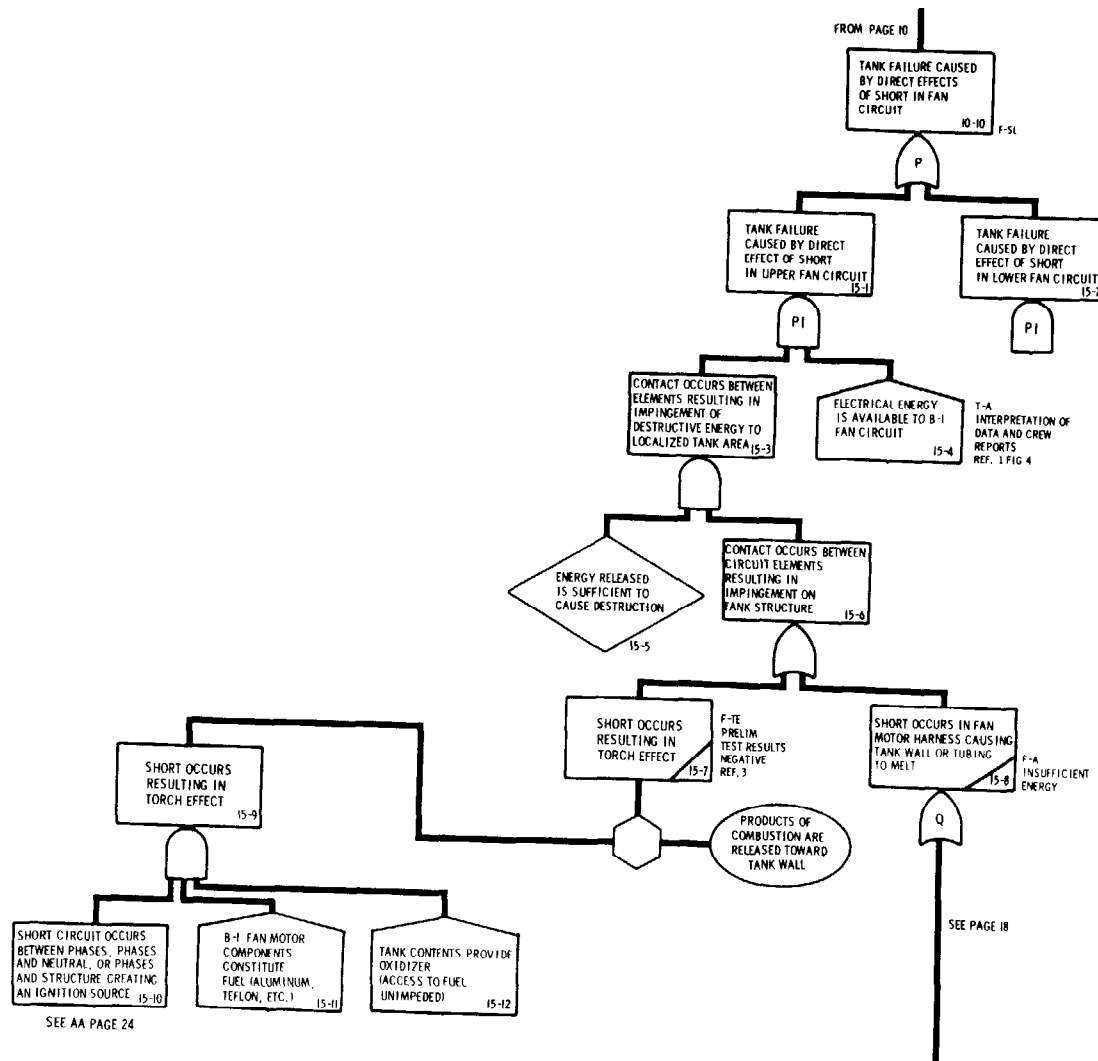 FROM PAGE 10
TANK FAILURE CAUSED
BY DIRECT EFFECTS
OF SHORT IN FAN
CIRCUIT
10-10
F-SL
P
TANK FAILURE
CAUSED BY DIRECT
EFFECT OF SHORT
IN UPPER FAN CIRCUIT
15-1
TANK FAILURE
CAUSED BY DIRECT
EFFECT OF SHORT
IN LOWER FAN CIRCUIT
15-2
P1
P1
CONTACT OCCURS BETWEEN
ELEMENTS RESULTING IN
IMPINGEMENT OF
DESTRUCTIVE ENERGY TO
LOCALIZED TANK AREA
15-3
ELECTRICAL ENERGY
IS AVAILABLE TO B-1
FAN CIRCUIT
15-4
T-A
INTERPRETATION OF
DATA AND CREW
REPORTS
REF. 1 FIG 4
ENERGY RELEASED
IS SUFFICIENT TO
CAUSE DESTRUCTION
15-5
CONTACT OCCURS BETWEEN
CIRCUIT ELEMENTS
RESULTING IN
IMPINGEMENT ON
TANK STRUCTURE
15-6
SHORT OCCURS
RESULTING IN
TORCH EFFECT
15-7
F-TE
PRELIM
TEST RESULTS
NEGATIVE
REF. 3
SHORT OCCURS IN FAN
MOTOR HARNESS CAUSING
TANK WALL OR TUBING
TO MELT
15-8
F-A
INSUFFICIENT
ENERGY
Q
SHORT OCCURS
RESULTING IN
TORCH EFFECT
15-9
PRODUCTS OF
COMBUSTION ARE
RELEASED TOWARD
TANK WALL
SHORT CIRCUIT OCCURS
BETWEEN PHASES, PHASES
AND NEUTRAL, OR PHASES
AND STRUCTURE CREATING
AN IGNITION SOURCE
15-10
B-1 FAN MOTOR
COMPONENTS
CONSTITUTE
FUEL (ALUMINUM,
TEFLON, ETC.)
15-11
TANK CONTENTS PROVIDE
OXIDIZER
(ACCESS TO FUEL
UNIMPEDED)
15-12
SEE PAGE 18
SEE AA PAGE 24